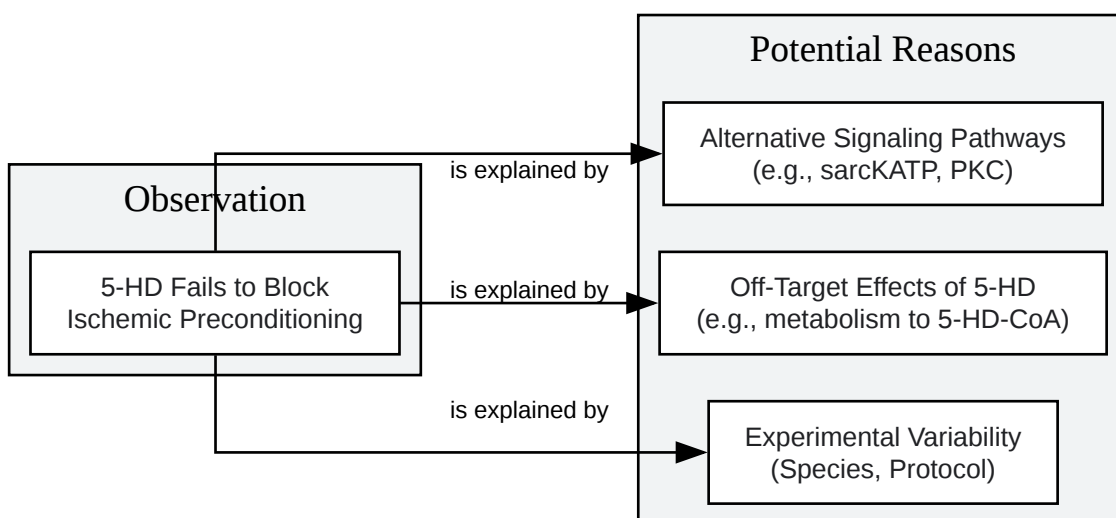 Observation
5-HD Fails to Block
Ischemic Preconditioning
is explained by
is explained by
is explained by
Potential Reasons
Alternative Signaling Pathways
(e.g., sarcKATP, PKC)
Off-Target Effects of 5-HD
(e.g., metabolism to 5-HD-CoA)
Experimental Variability
(Species, Protocol)